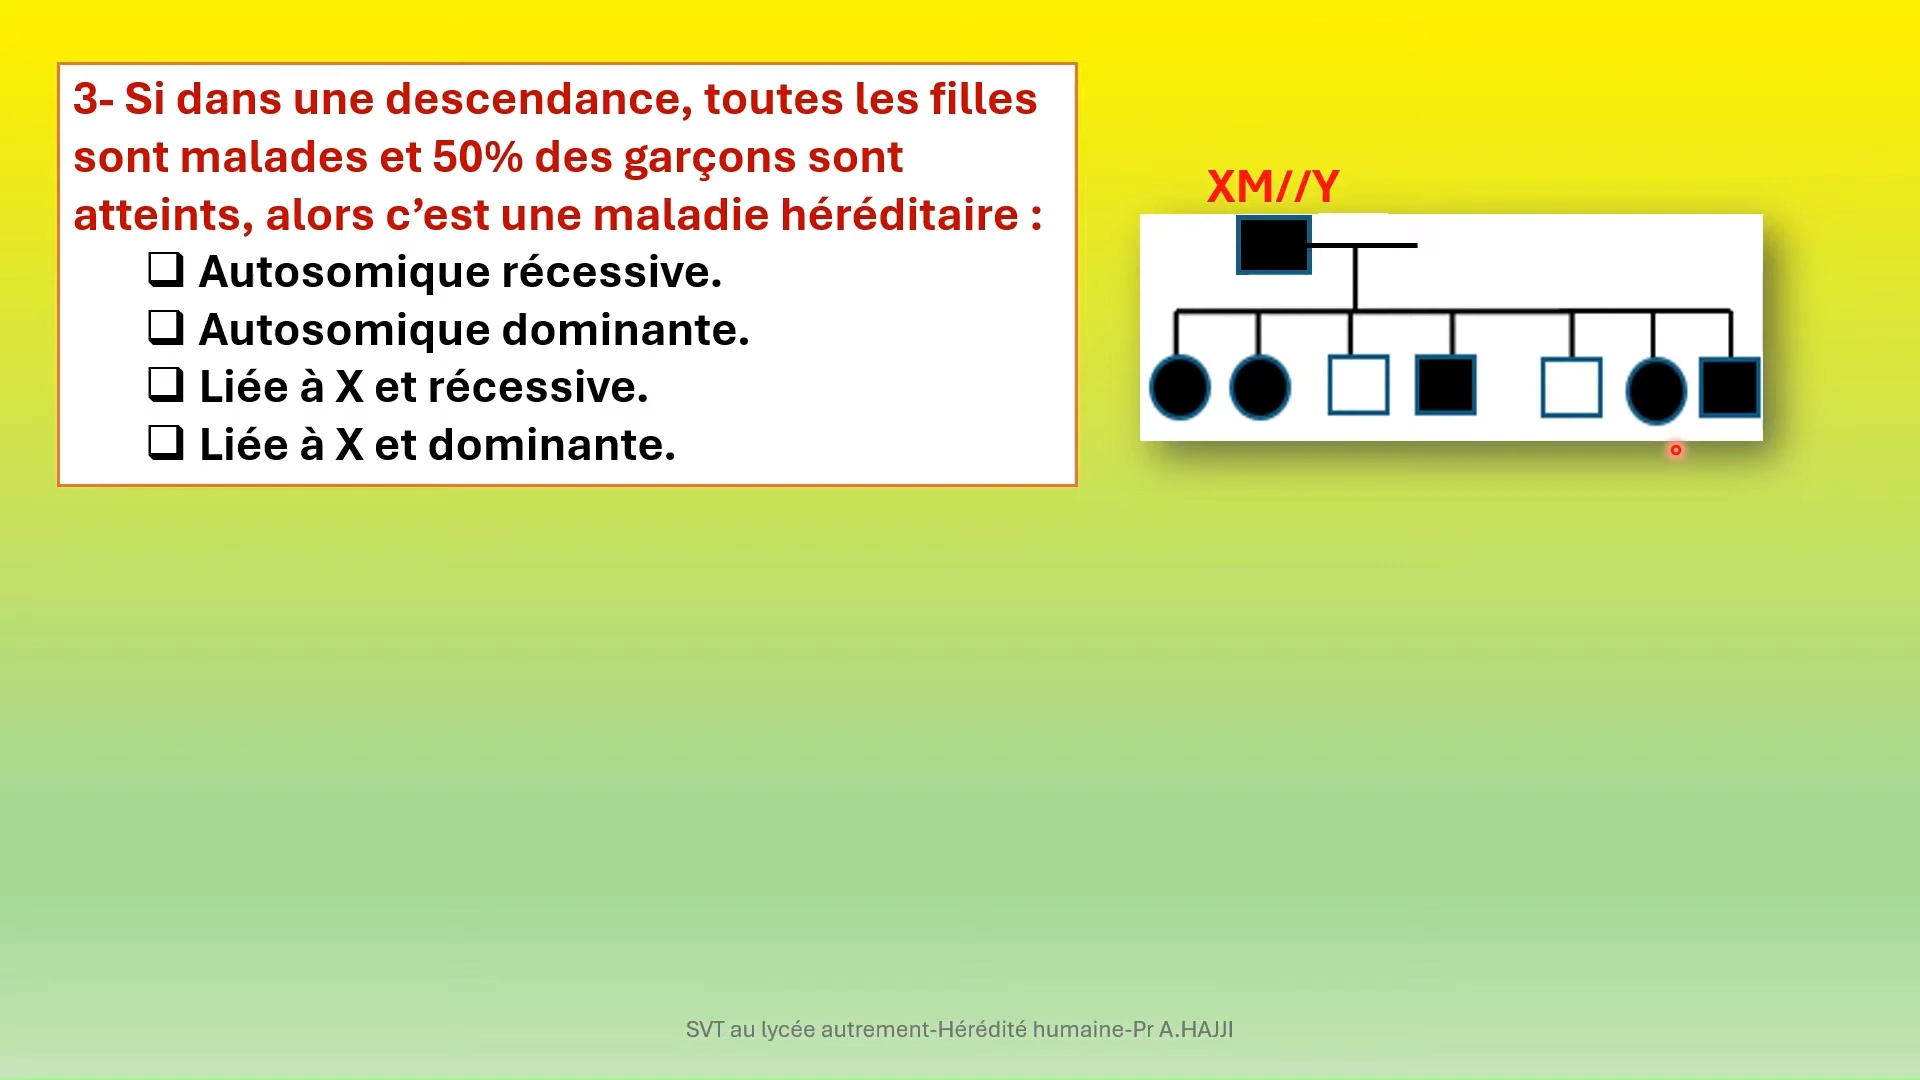 3- Si dans une descendance, toutes les filles
sont malades et 50% des garçons sont
atteints, alors c’est une maladie héréditaire :
❑ Autosomique récessive.
❑ Autosomique dominante.
❑ Liée à X et récessive.
❑ Liée à X et dominante.
XM//Y
SVT au lycée autrement-Hérédité humaine-Pr A.HAJJI